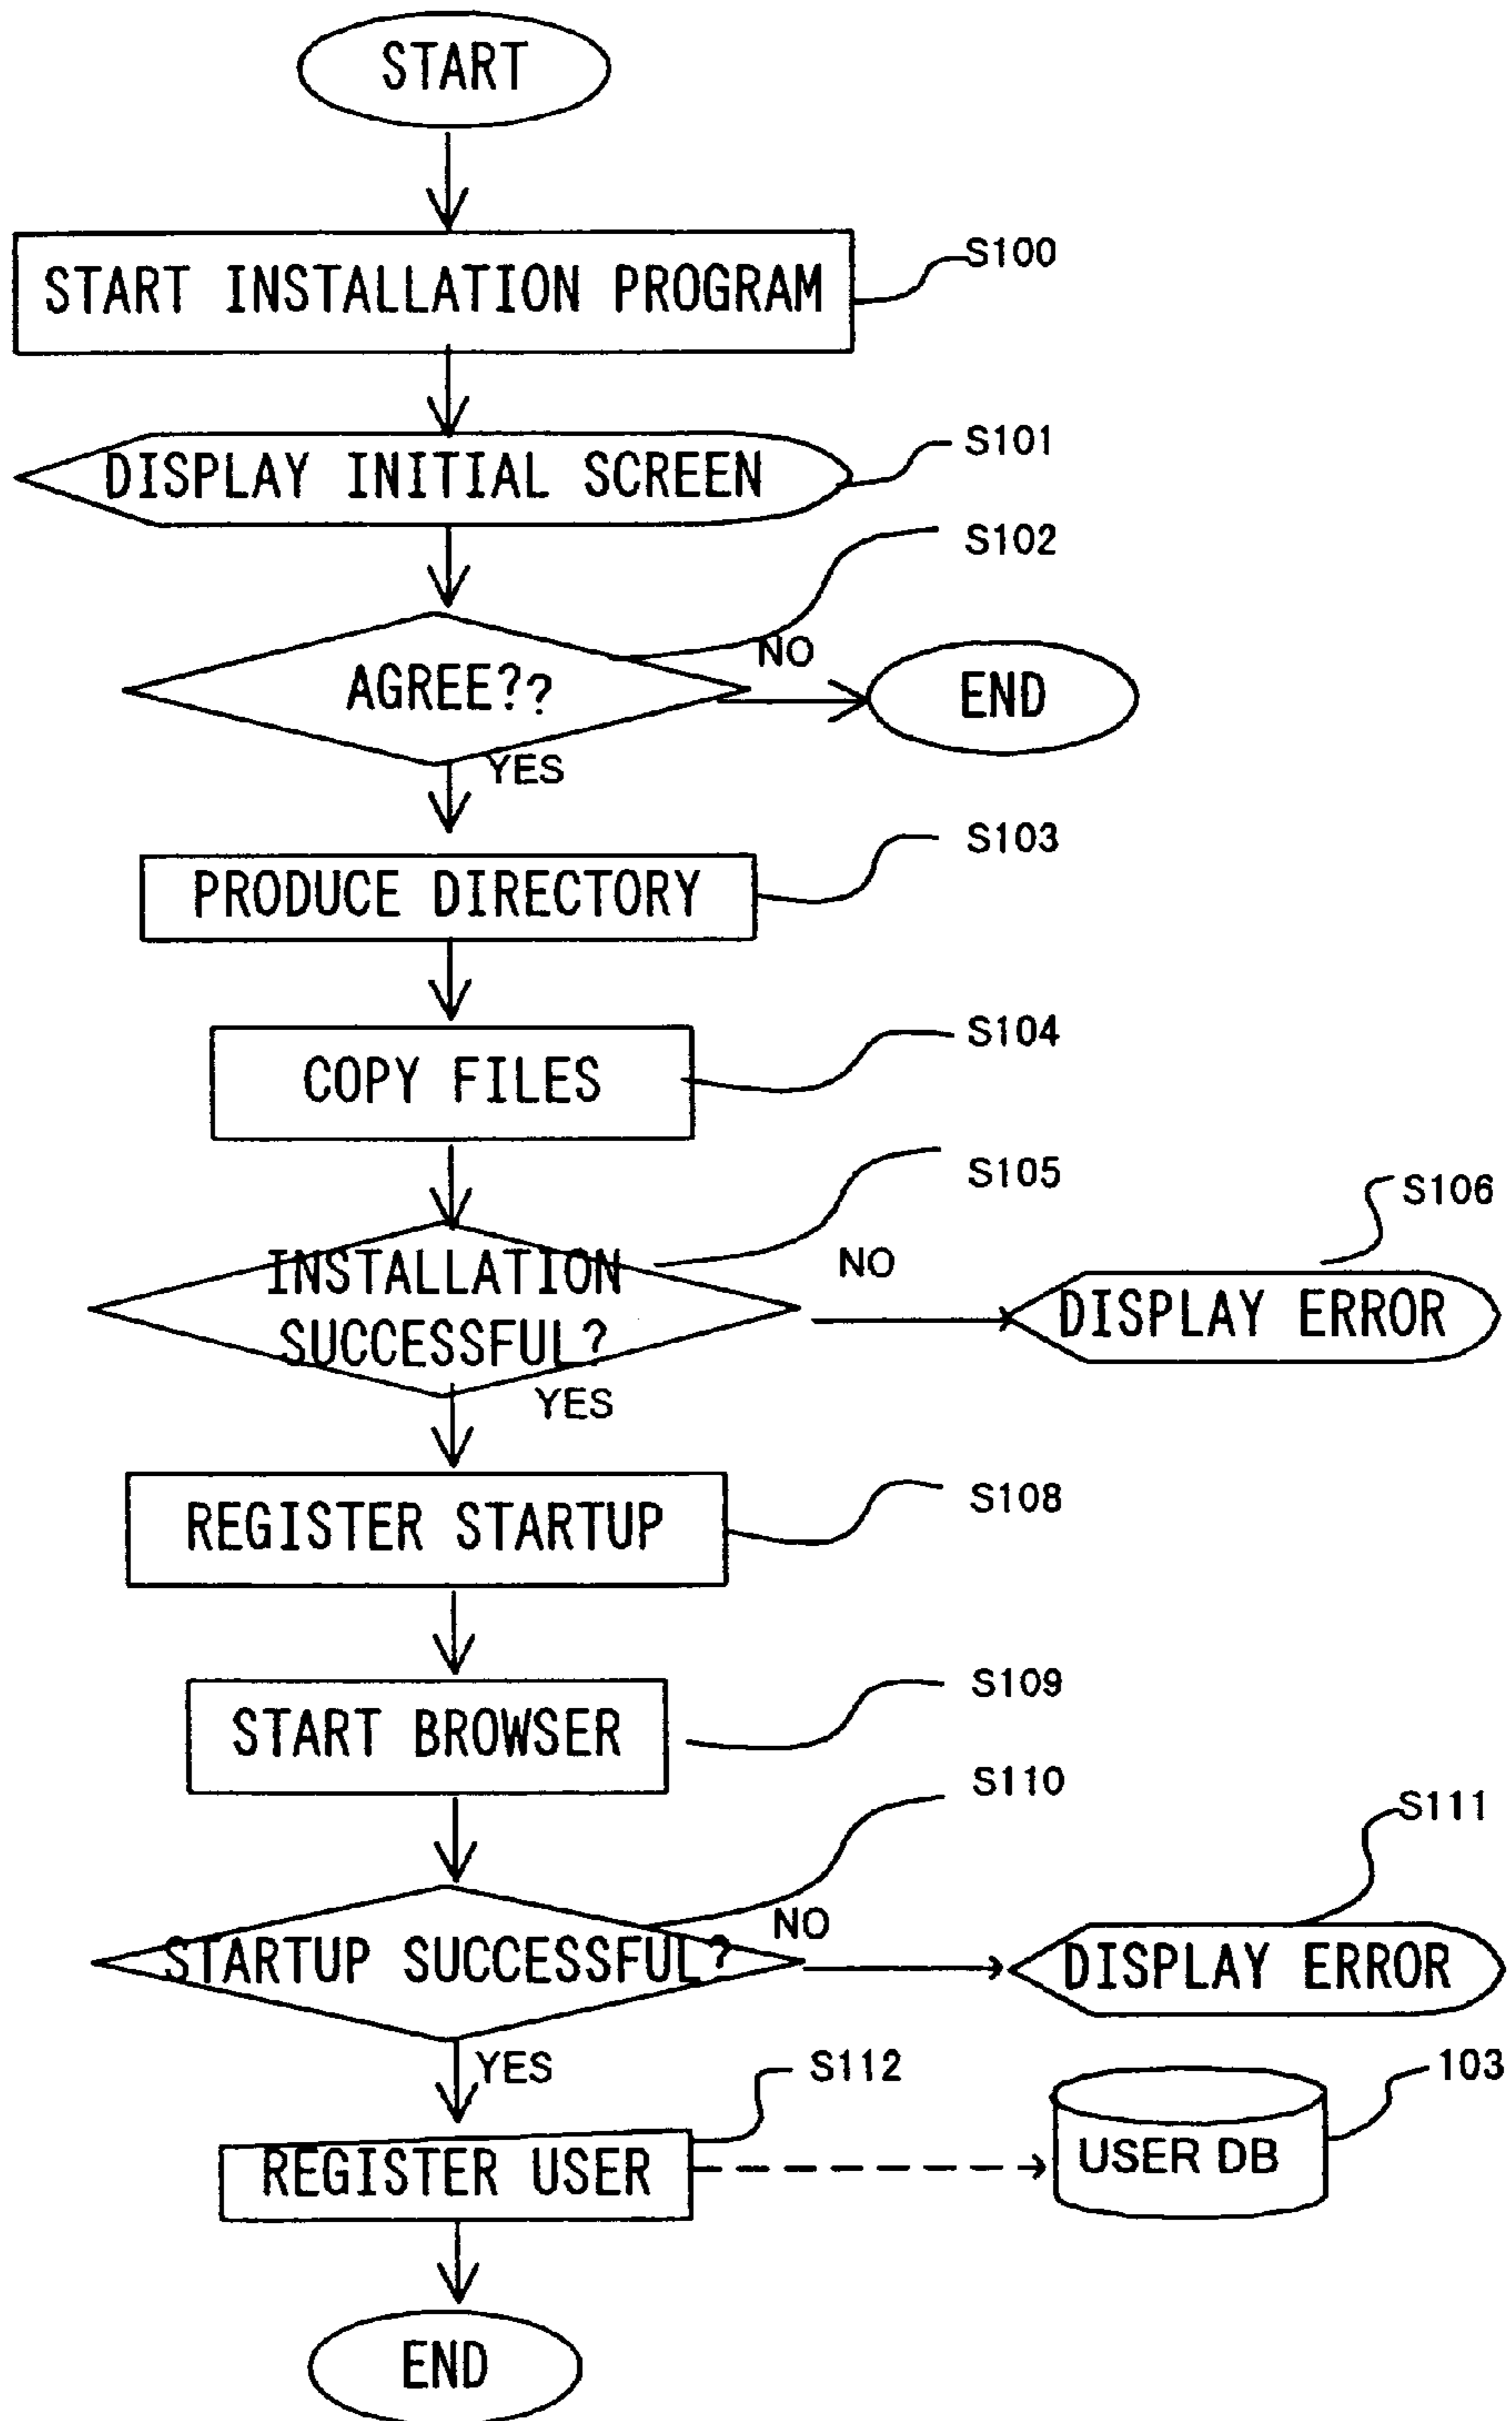 START
START INSTALLATION PROGRAM
S100
DISPLAY INITIAL SCREEN
S101
S102
AGREE??
NO
END
YES
PRODUCE DIRECTORY
S103
COPY FILES
S104
S105
INSTALLATION
SUCCESSFUL?
NO
S106
DISPLAY ERROR
YES
REGISTER STARTUP
S108
START BROWSER
S109
S110
STARTUP SUCCESSFUL?
NO
S111
DISPLAY ERROR
YES
S112
REGISTER USER
103
USER DB
END